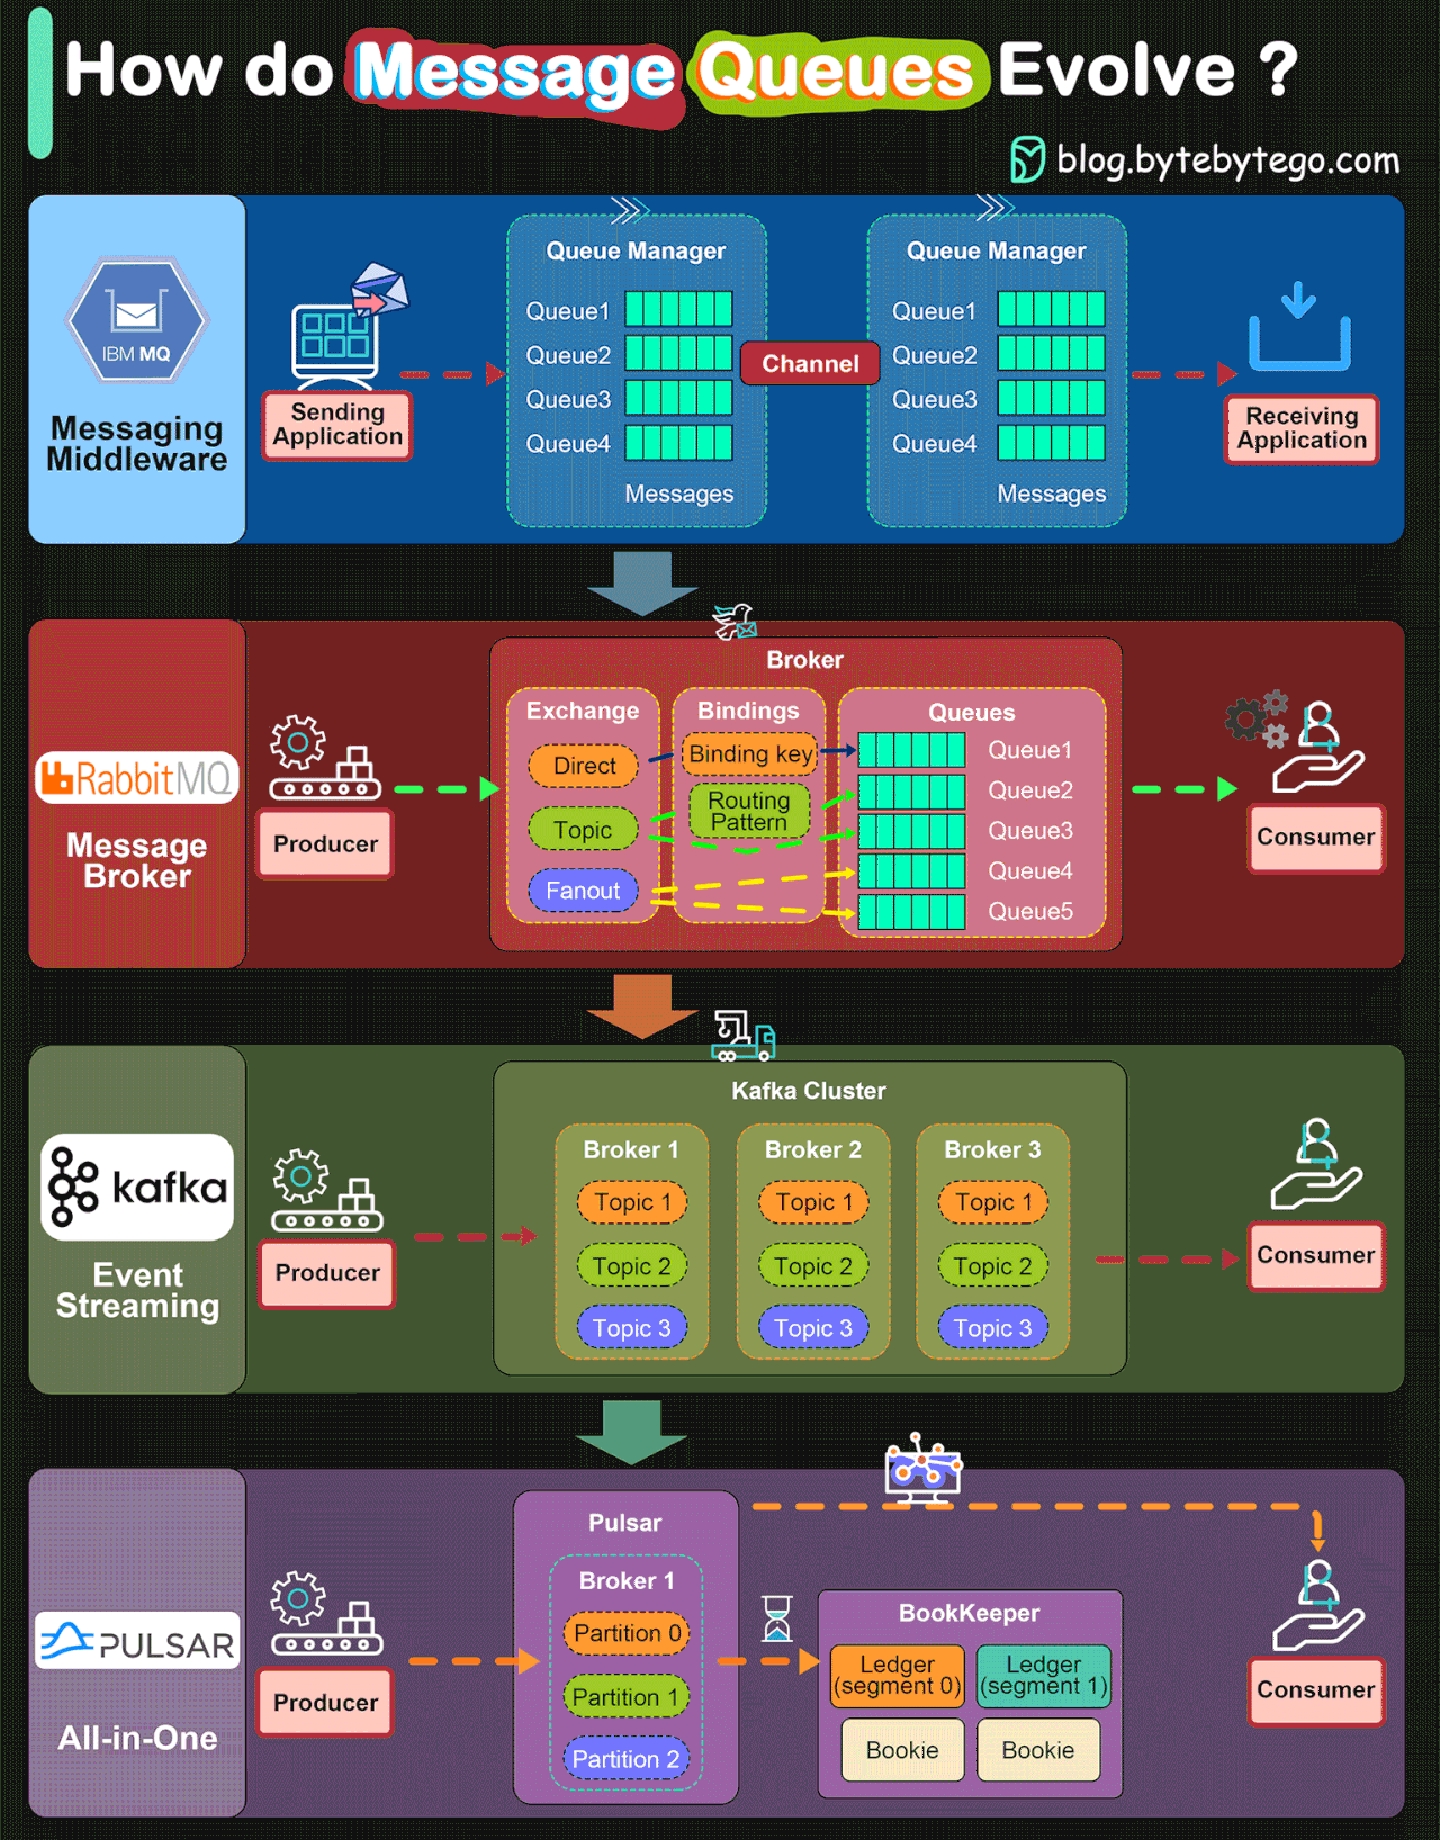 How do Message Queues Evolve ?
blog.bytebytego.com
IBM MQ
Messaging
Middleware
Sending
Application
Queue Manager
Queue1
Queue2
Queue3
Queue4
Messages
Channel
Queue Manager
Queue1
Queue2
Queue3
Queue4
Messages
Receiving
Application
RabbitMQ
Message
Broker
Producer
Broker
Exchange
Direct
Topic
Fanout
Bindings
Binding key
Routing
Pattern
Queues
Queue1
Queue2
Queue3
Queue4
Queue5
Consumer
kafka
Event
Streaming
Producer
Kafka Cluster
Broker 1
Topic 1
Topic 2
Topic 3
Broker 2
Topic 1
Topic 2
Topic 3
Broker 3
Topic 1
Topic 2
Topic 3
Consumer
PULSAR
All-in-One
Producer
Pulsar
Broker 1
Partition 0
Partition 1
Partition 2
BookKeeper
Ledger
(segment 0)
Ledger
(segment 1)
Bookie
Bookie
Consumer